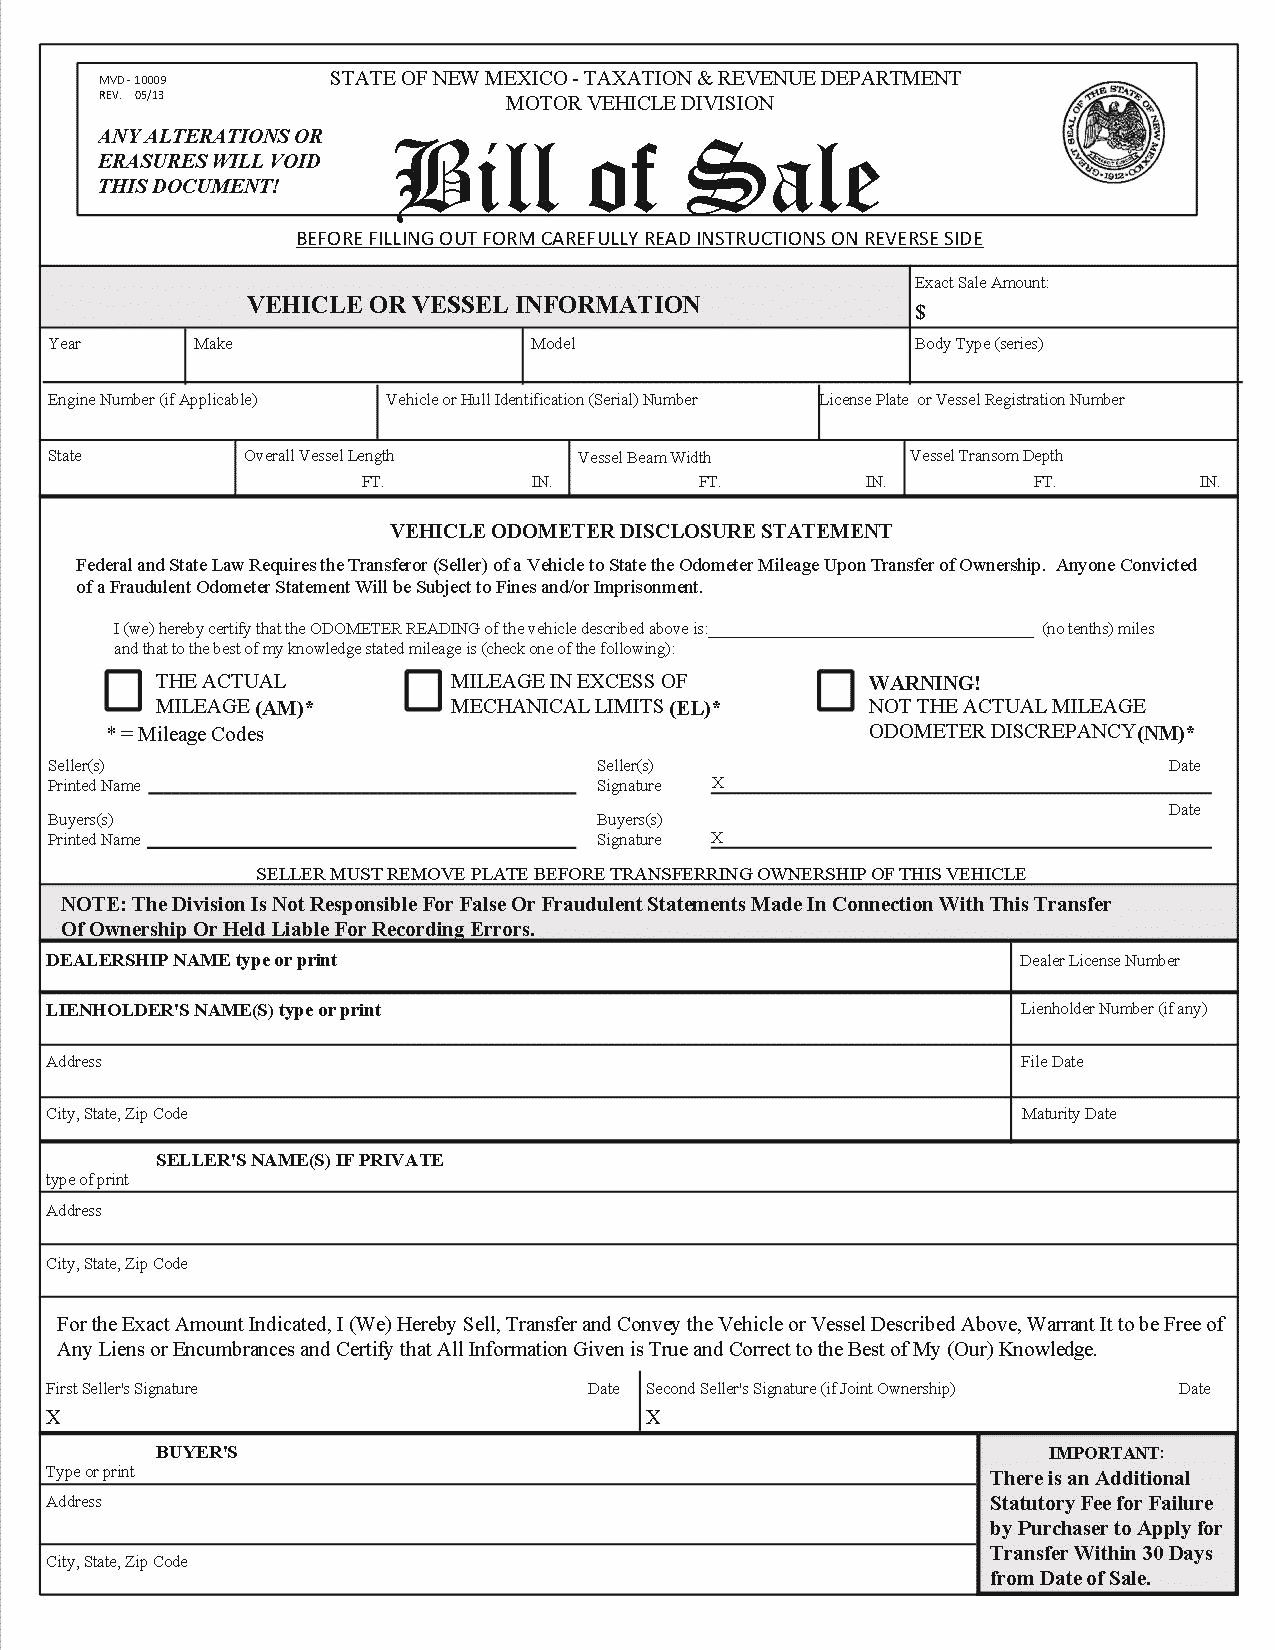 MVD - 10009
REV. 05/13
STATE OF NEW MEXICO - TAXATION & REVENUE DEPARTMENT
MOTOR VEHICLE DIVISION
ANY ALTERATIONS OR
ERASURES WILL VOID
THIS DOCUMENT!
Bill of Sale
GREAT SEAL OF THE STATE OF NEW MEXICO
1912
BEFORE FILLING OUT FORM CAREFULLY READ INSTRUCTIONS ON REVERSE SIDE
VEHICLE OR VESSEL INFORMATION
Exact Sale Amount:
$
Year Make Model Body Type (series)
Engine Number (if Applicable) Vehicle or Hull Identification (Serial) Number License Plate or Vessel Registration Number
State Overall Vessel Length Vessel Beam Width Vessel Transom Depth
FT. IN. FT. IN. FT. IN.
VEHICLE ODOMETER DISCLOSURE STATEMENT
Federal and State Law Requires the Transferor (Seller) of a Vehicle to State the Odometer Mileage Upon Transfer of Ownership. Anyone Convicted
of a Fraudulent Odometer Statement Will be Subject to Fines and/or Imprisonment.
I (we) hereby certify that the ODOMETER READING of the vehicle described above is: (no tenths) miles
and that to the best of my knowledge stated mileage is (check one of the following):
THE ACTUAL
MILEAGE (AM)*
MILEAGE IN EXCESS OF
MECHANICAL LIMITS (EL)*
WARNING!
NOT THE ACTUAL MILEAGE
ODOMETER DISCREPANCY(NM)*
* = Mileage Codes
Seller(s) Seller(s) Date
Printed Name Signature X
Buyers(s) Buyers(s) Date
Printed Name Signature X
SELLER MUST REMOVE PLATE BEFORE TRANSFERRING OWNERSHIP OF THIS VEHICLE
NOTE: The Division Is Not Responsible For False Or Fraudulent Statements Made In Connection With This Transfer
Of Ownership Or Held Liable For Recording Errors.
DEALERSHIP NAME type or print Dealer License Number
LIENHOLDER'S NAME(S) type or print Lienholder Number (if any)
Address File Date
City, State, Zip Code Maturity Date
SELLER'S NAME(S) IF PRIVATE
type of print
Address
City, State, Zip Code
For the Exact Amount Indicated, I (We) Hereby Sell, Transfer and Convey the Vehicle or Vessel Described Above, Warrant It to be Free of
Any Liens or Encumbrances and Certify that All Information Given is True and Correct to the Best of My (Our) Knowledge.
First Seller's Signature Date Second Seller's Signature (if Joint Ownership) Date
X X
BUYER'S
Type or print
Address
City, State, Zip Code
IMPORTANT:
There is an Additional
Statutory Fee for Failure
by Purchaser to Apply for
Transfer Within 30 Days
from Date of Sale.